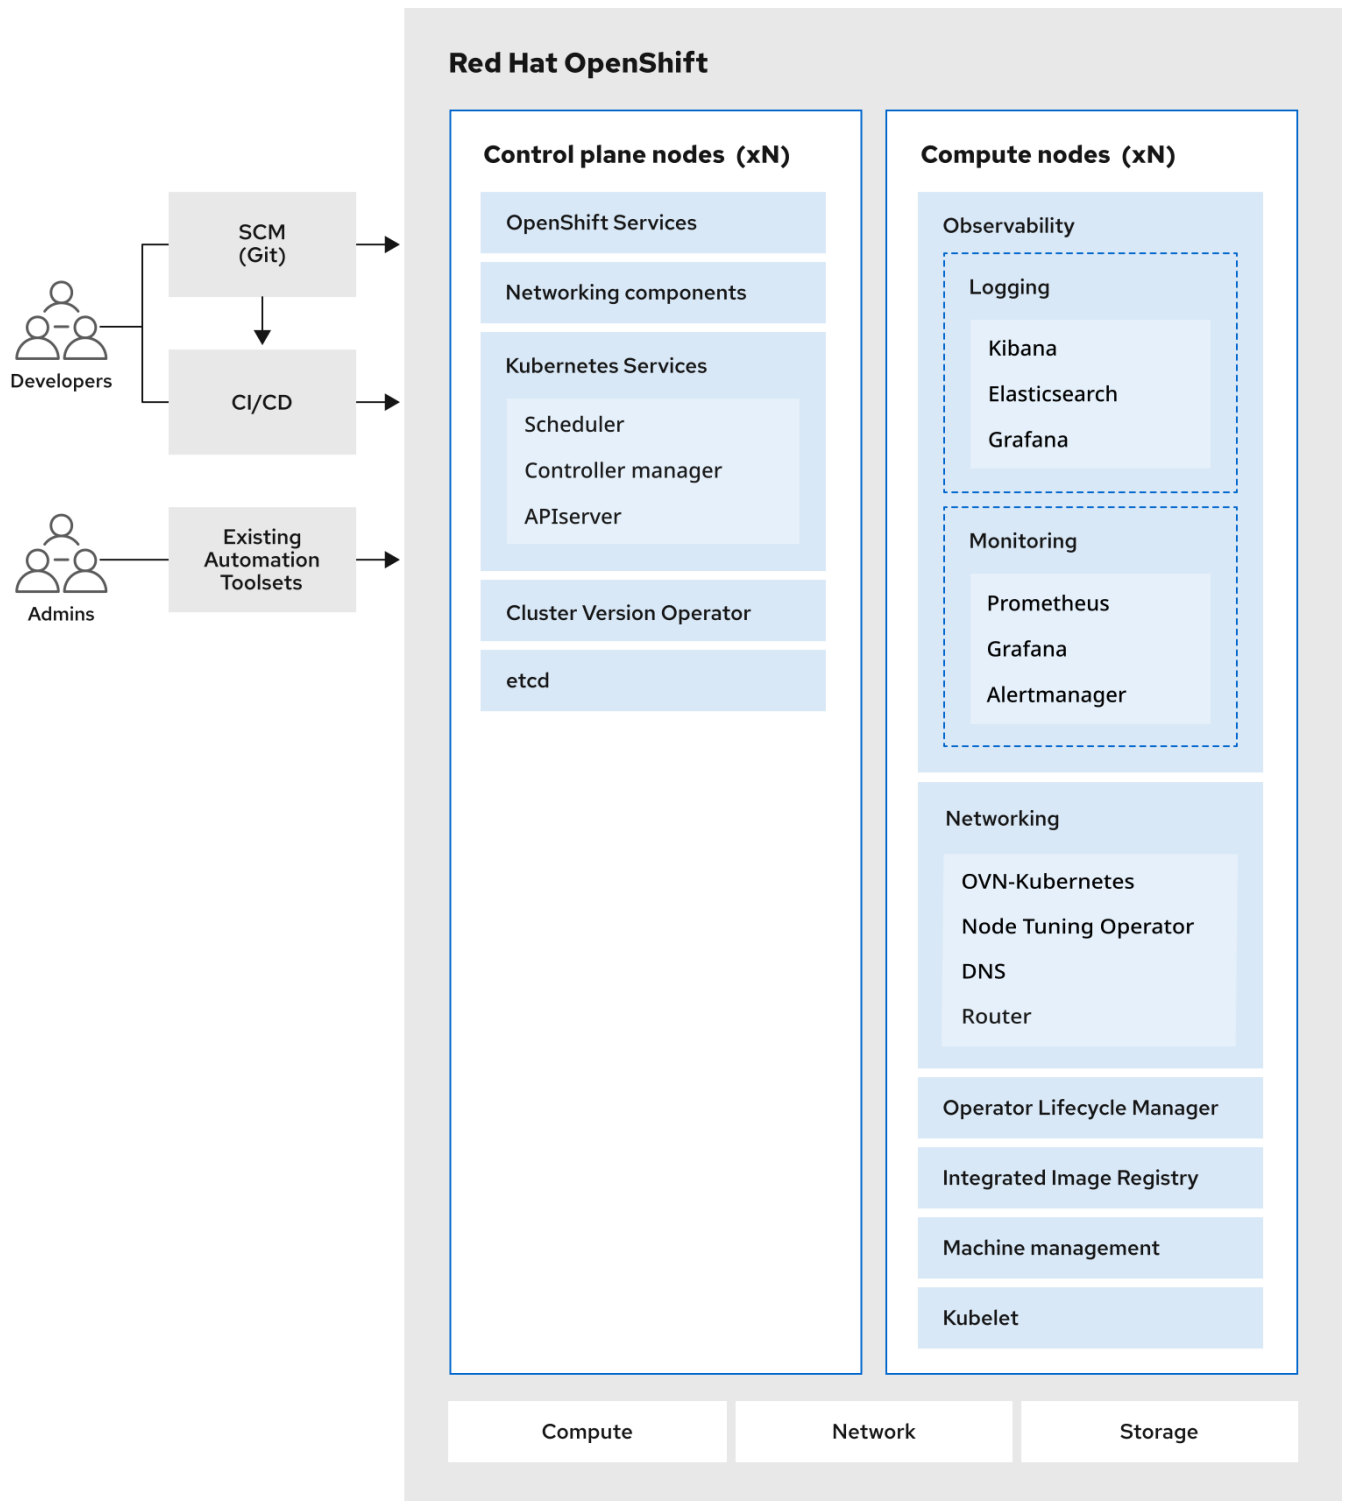 Red Hat OpenShift
Developers
SCM
(Git)
CI/CD
Admins
Existing
Automation
Toolsets
Control plane nodes (xN)
OpenShift Services
Networking components
Kubernetes Services
Scheduler
Controller manager
APIserver
Cluster Version Operator
etcd
Compute nodes (xN)
Observability
Logging
Kibana
Elasticsearch
Grafana
Monitoring
Prometheus
Grafana
Alertmanager
Networking
OVN-Kubernetes
Node Tuning Operator
DNS
Router
Operator Lifecycle Manager
Integrated Image Registry
Machine management
Kubelet
Compute
Network
Storage